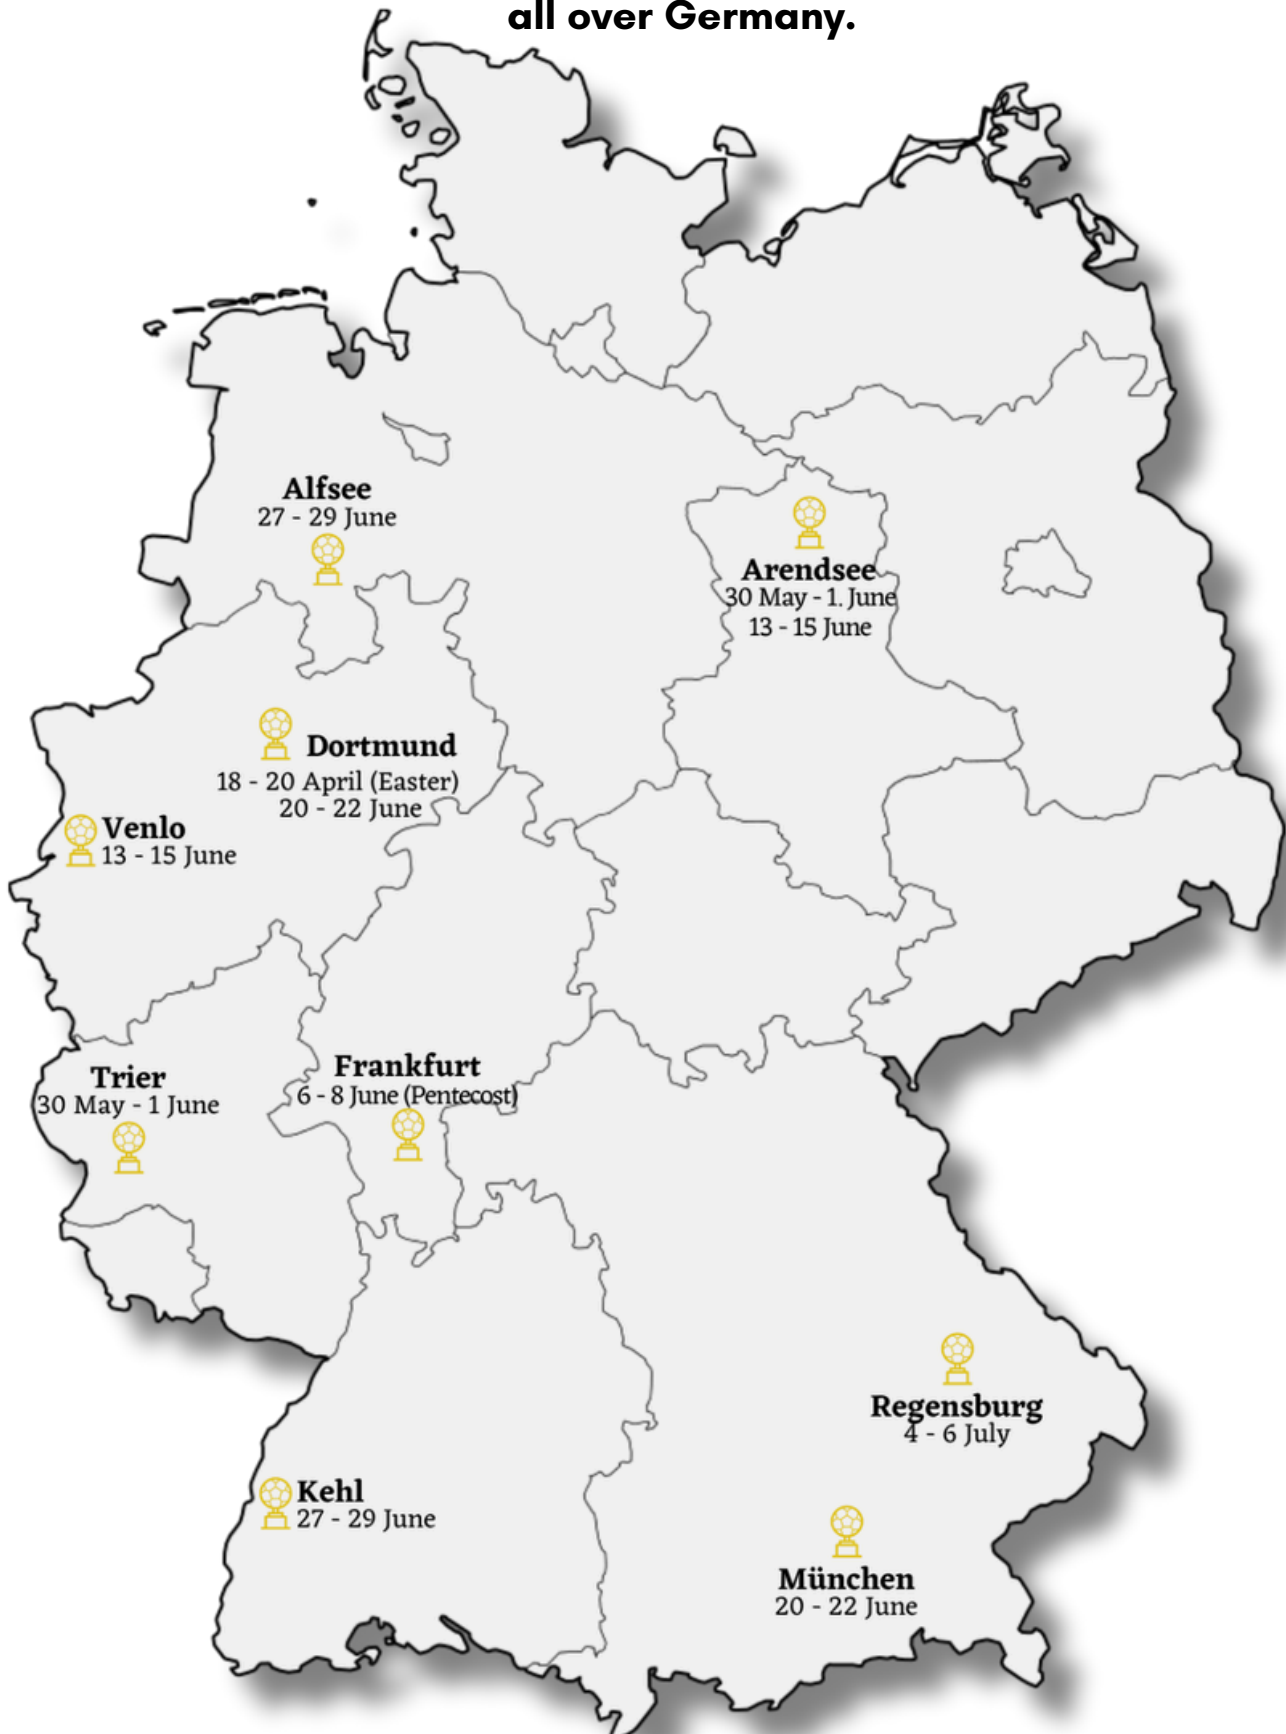 all over Germany.
Alfsee
27 - 29 June
Arendsee
30 May - 1. June
13 - 15 June
Dortmund
18 - 20 April (Easter)
20 - 22 June
Venlo
13 - 15 June
Frankfurt
6 - 8 June (Pentecost)
Trier
30 May - 1 June
Regensburg
4 - 6 July
Kehl
27 - 29 June
München
20 - 22 June